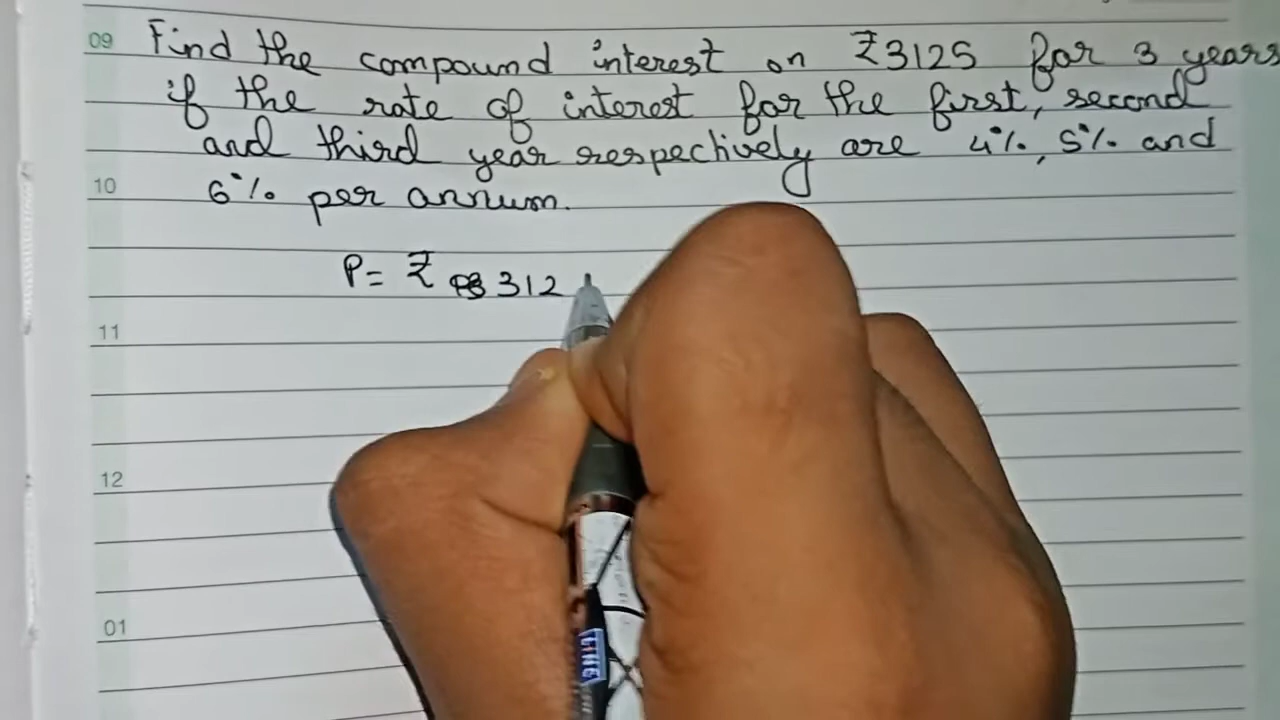 09 Find the compound interest on ₹3125 for 3 years
if the rate of interest for the first, second
and third year respectively are 4%, 5% and
10 6% per annum.
P= ₹ 312
11
12
01
LINC